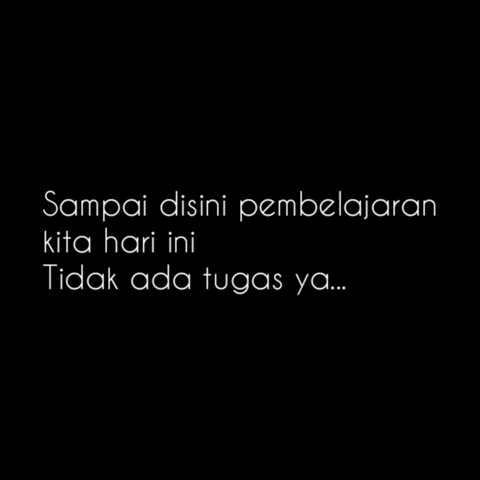 Sampai disini pembelajaran
kita hari ini
Tidak ada tugas ya...